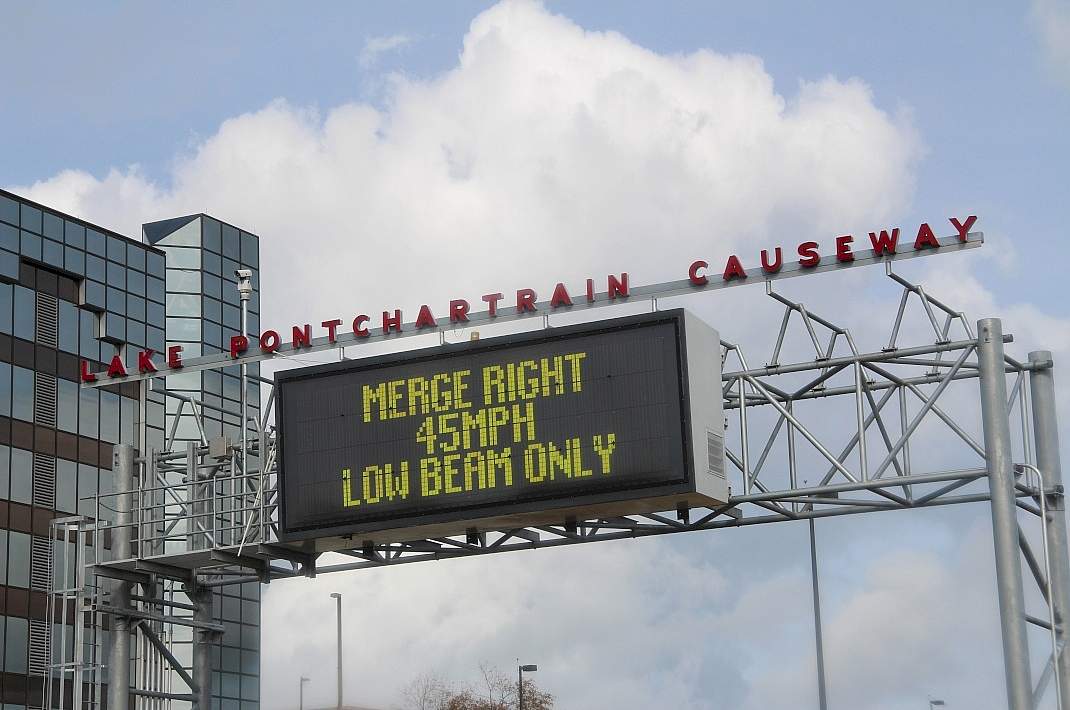 LAKE PONTCHARTRAIN CAUSEWAY
MERGE RIGHT
45MPH
LOW BEAM ONLY